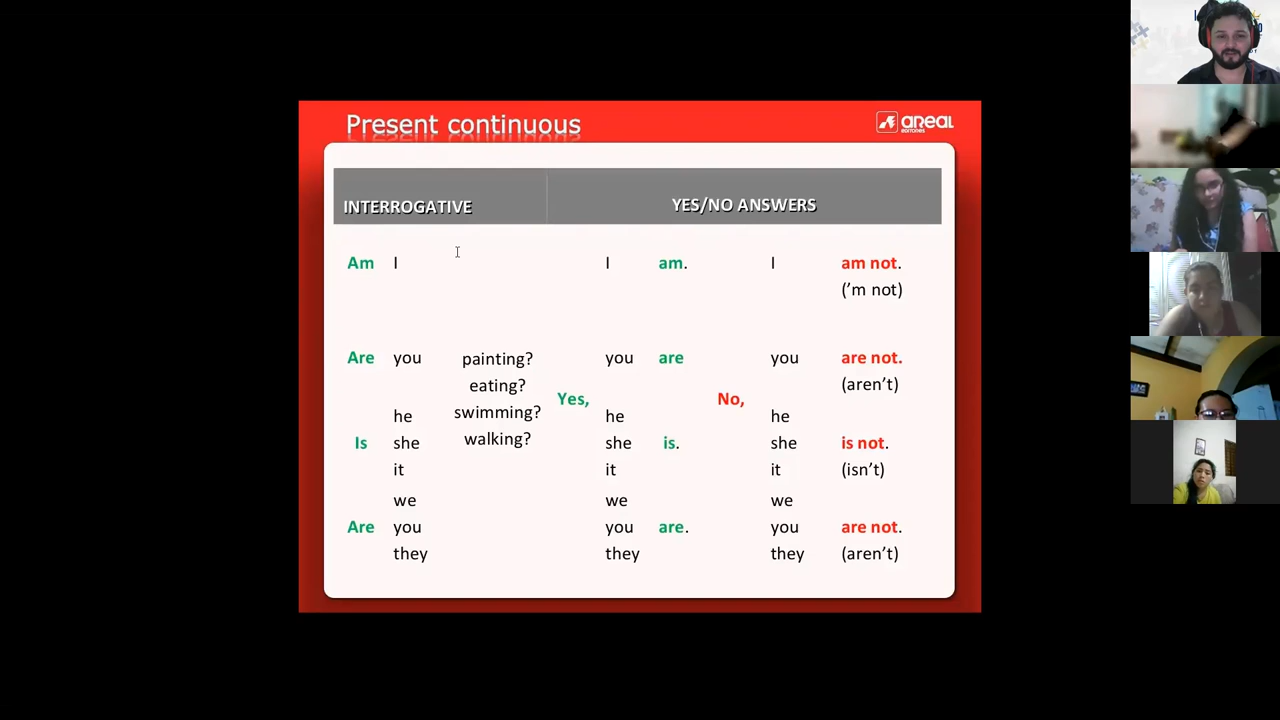 Present continuous
AREAL
EDITORES
INTERROGATIVE YES/NO ANSWERS
Am I I am. I am not.
(’m not)
Are you painting? you are you are not.
eating? (aren’t)
Yes, No,
he swimming? he he
Is she walking? she is. she is not.
it it it (isn’t)
we we we
Are you you are. you are not.
they they they (aren’t)